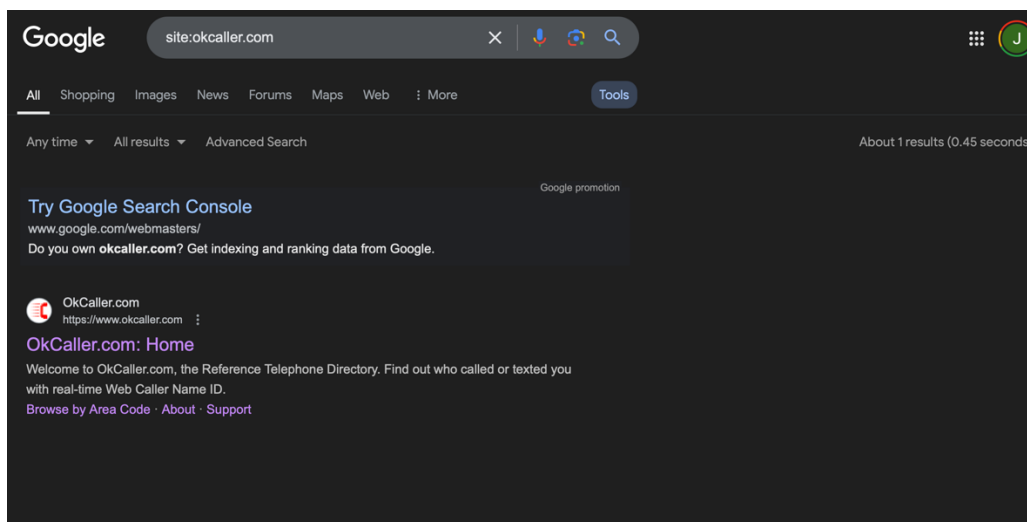 Google
site:okcaller.com
J
All Shopping Images News Forums Maps Web More Tools
Any time All results Advanced Search About 1 results (0.45 seconds
Google promotion
Try Google Search Console
www.google.com/webmasters/
Do you own okcaller.com? Get indexing and ranking data from Google.
OkCaller.com
https://www.okcaller.com
OkCaller.com: Home
Welcome to OkCaller.com, the Reference Telephone Directory. Find out who called or texted you
with real-time Web Caller Name ID.
Browse by Area Code · About · Support